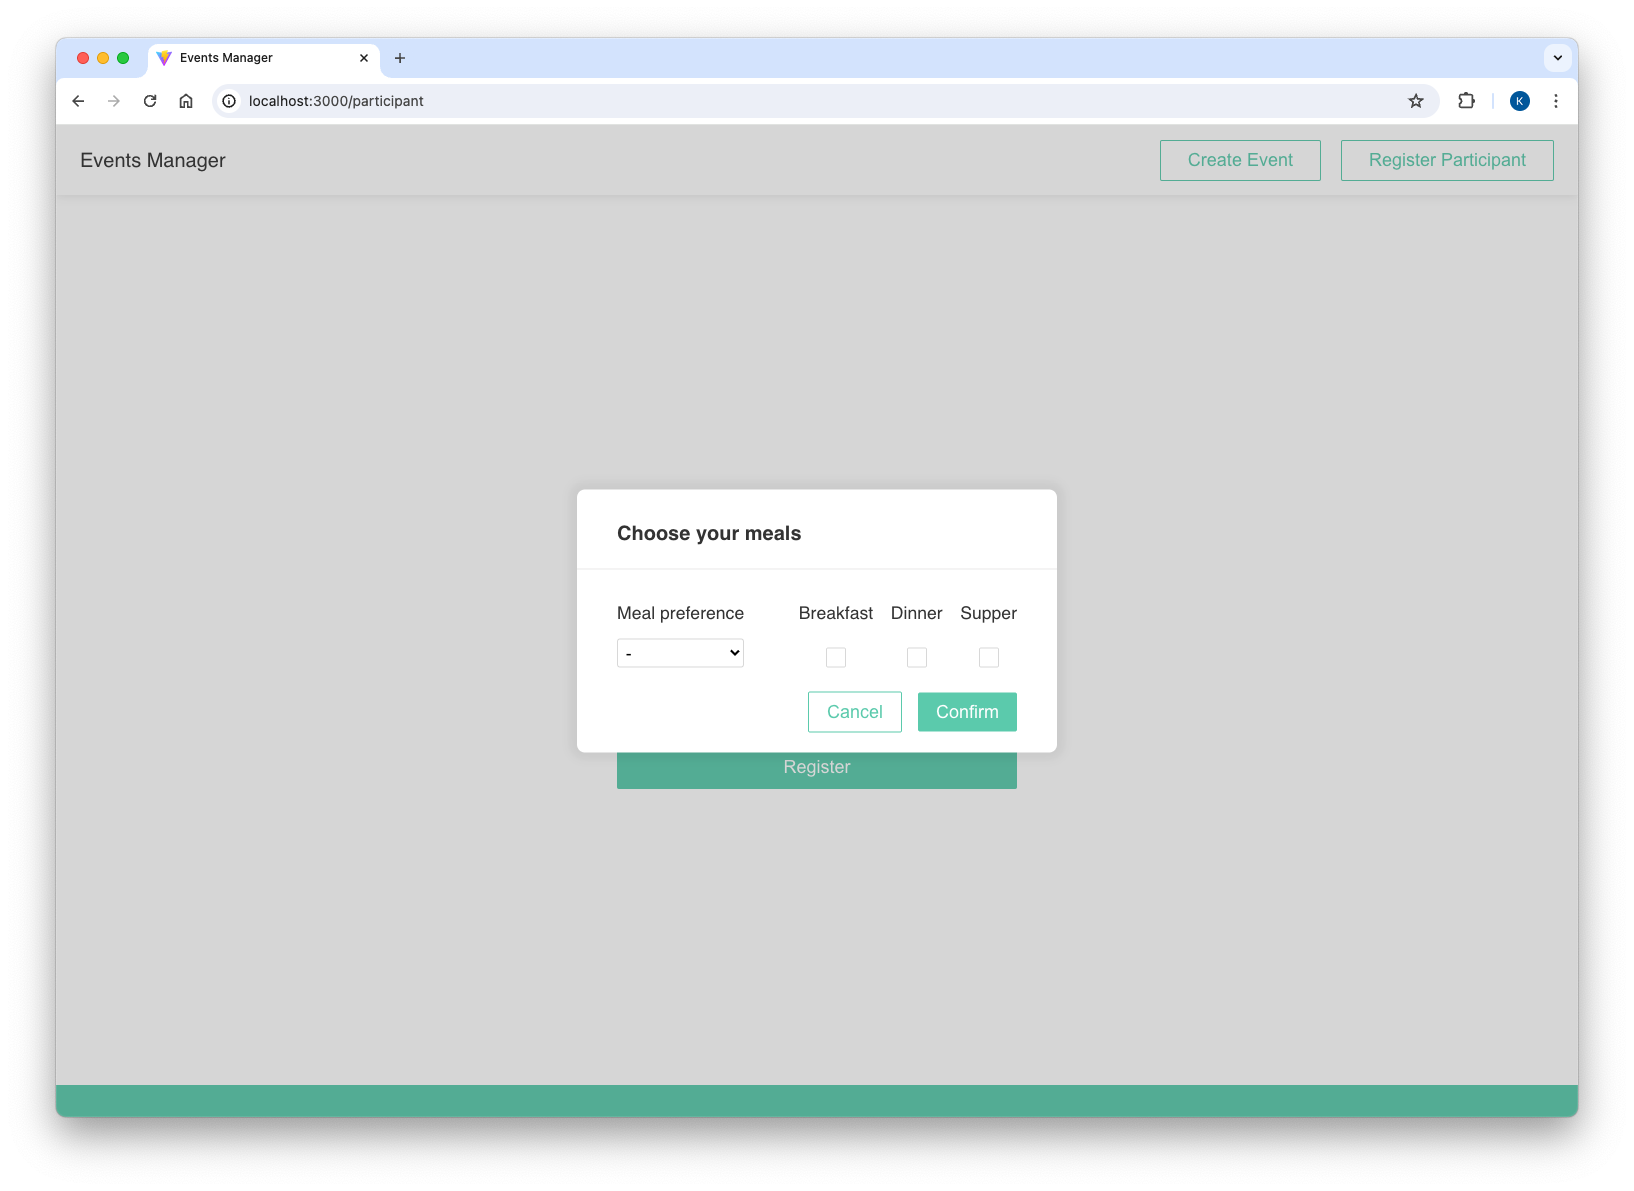 Events Manager
localhost:3000/participant
K
Events Manager
Create Event
Register Participant
Choose your meals
Meal preference
Breakfast
Dinner
Supper
-
Cancel
Confirm
Register